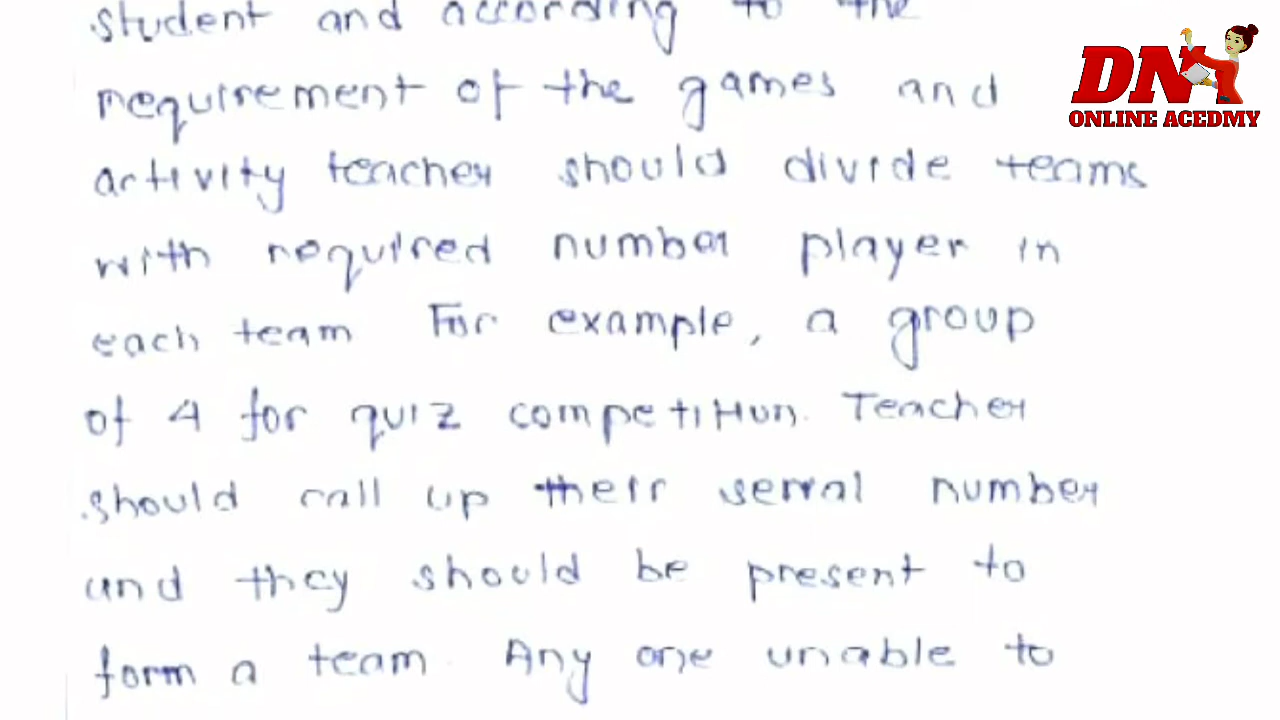 student and according to the
DN
ONLINE ACEDMY
requirement of the games and
activity teacher should divide teams
with required number player in
each team For example, a group
of 4 for quiz competition. Teacher
should call up their serial number
and they should be present to
form a team. Any one unable to